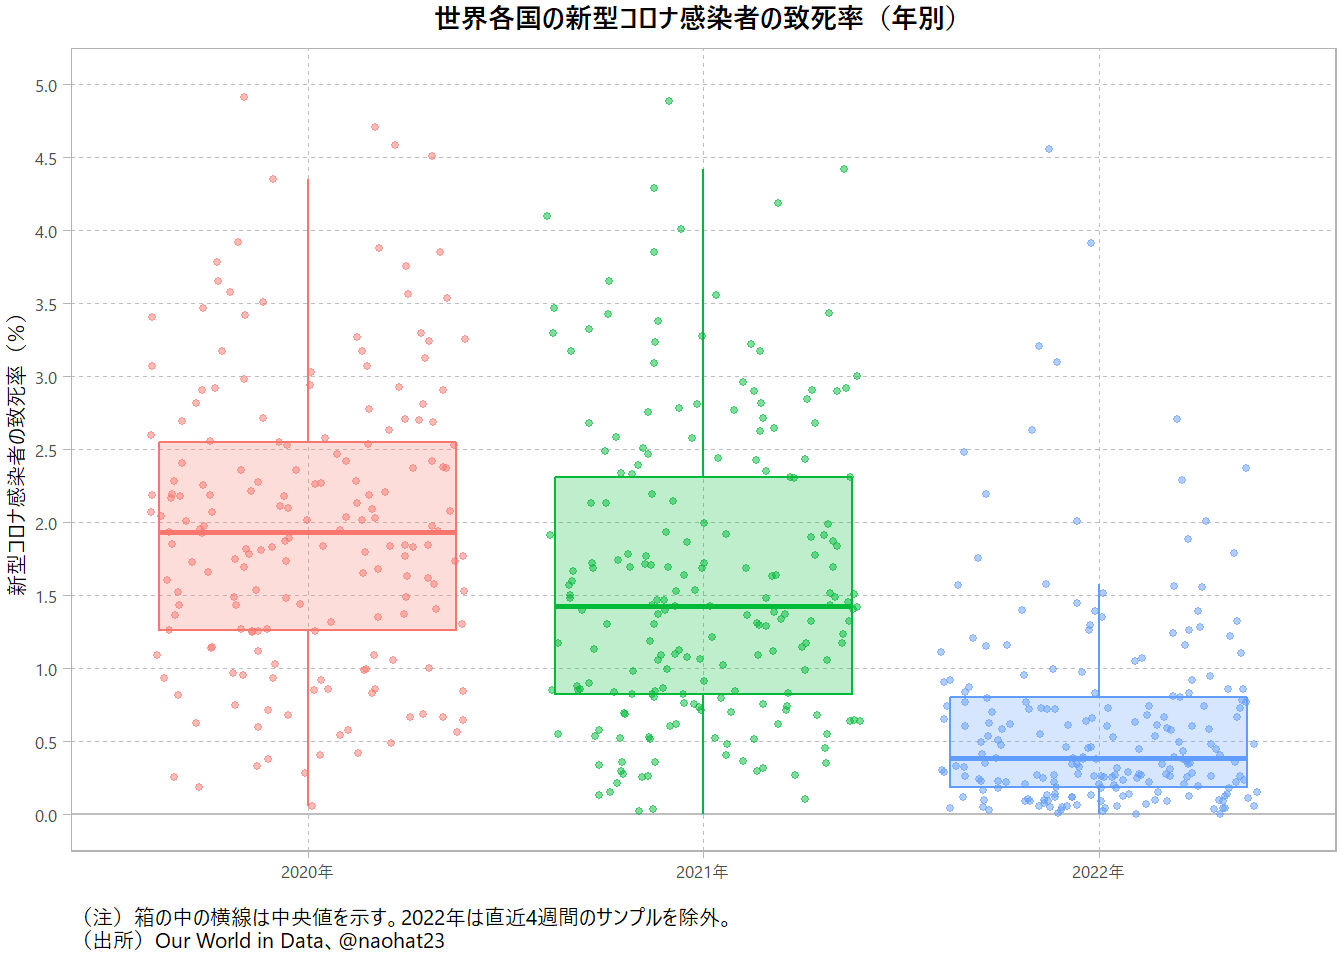 世界各国の新型コロナ感染者の致死率（年別）
新型コロナ感染者の致死率（％）
5.0
4.5
4.0
3.5
3.0
2.5
2.0
1.5
1.0
0.5
0.0
2020年
2021年
2022年
（注）箱の中の横線は中央値を示す。2022年は直近4週間のサンプルを除外。
（出所）Our World in Data、@naohat23